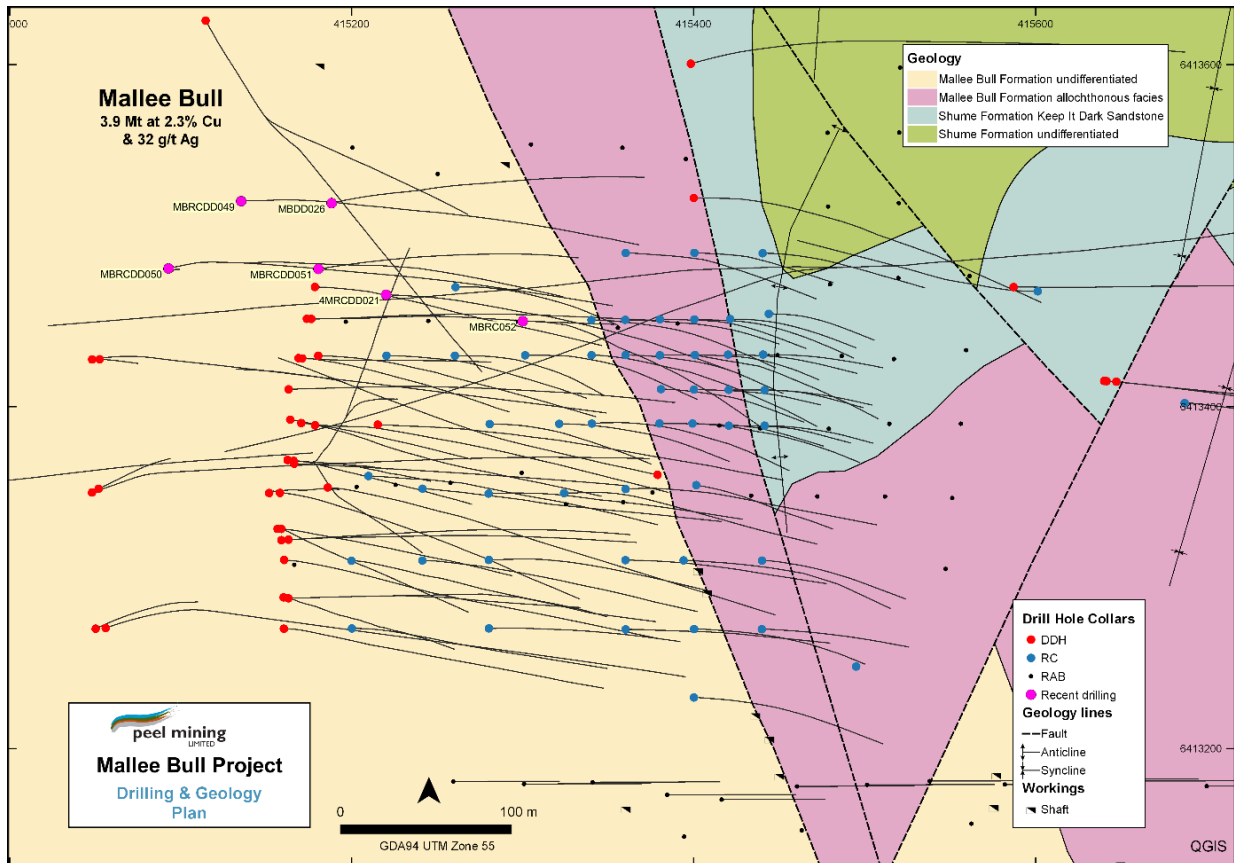 000
415200
415400
415600
Mallee Bull
3.9 Mt at 2.3% Cu
& 32 g/t Ag
Geology
Mallee Bull Formation undifferentiated
Mallee Bull Formation allochthonous facies
Shume Formation Keep It Dark Sandstone
Shume Formation undifferentiated
6413600
MBRCDD049
MBDD026
MBRCDD050
MBRCDD051
4MRCDD021
MBRC052
6413400
Drill Hole Collars
DDH
RC
RAB
Recent drilling
Geology lines
Fault
Anticline
Syncline
Workings
Shaft
6413200
peel mining
LIMITED
Mallee Bull Project
Drilling & Geology
Plan
0
100 m
GDA94 UTM Zone 55
QGIS